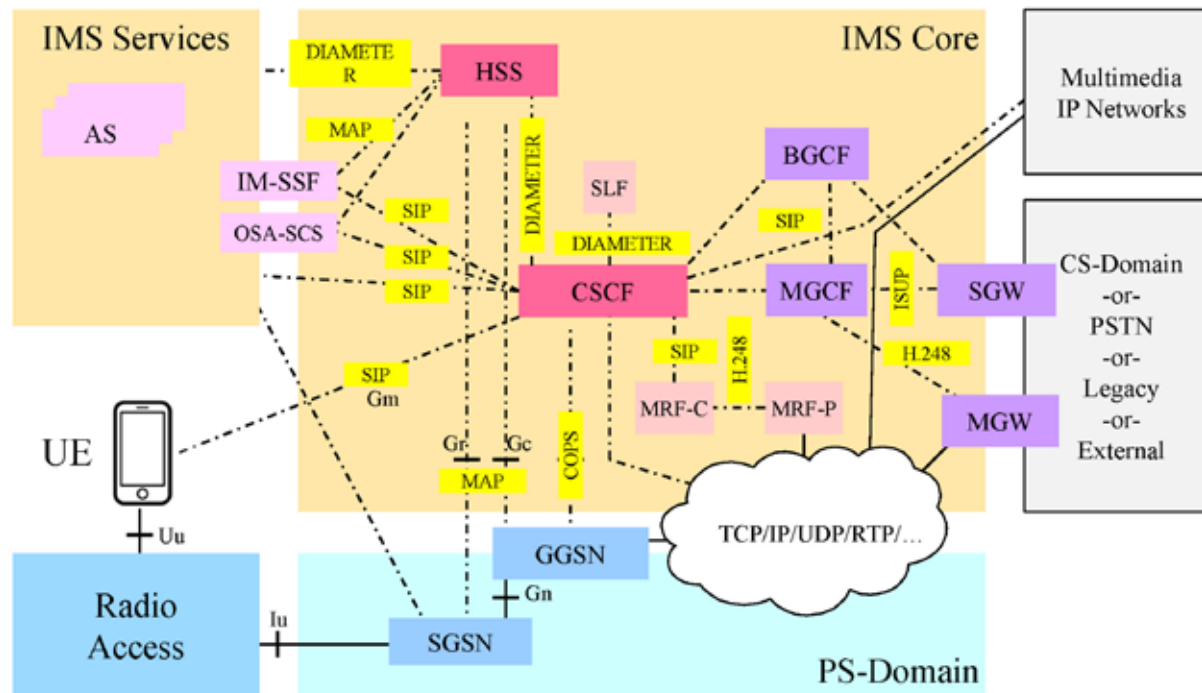 IMS Services
IMS Core
DIAMETE
R
HSS
Multimedia
IP Networks
AS
MAP
BGCF
DIAMETER
IM-SSF
SLF
SIP
SIP
OSA-SCS
DIAMETER
SIP
CS-Domain
-or-
PSTN
-or-
Legacy
-or-
External
SIP
CSCF
MGCF
ISUP
SGW
SIP
H.248
H.248
SIP
Gm
MRF-C
MRF-P
MGW
UE
Gr
Gc
COPS
MAP
Uu
TCP/IP/UDP/RTP/...
GGSN
Gn
Radio
Access
Iu
SGSN
PS-Domain